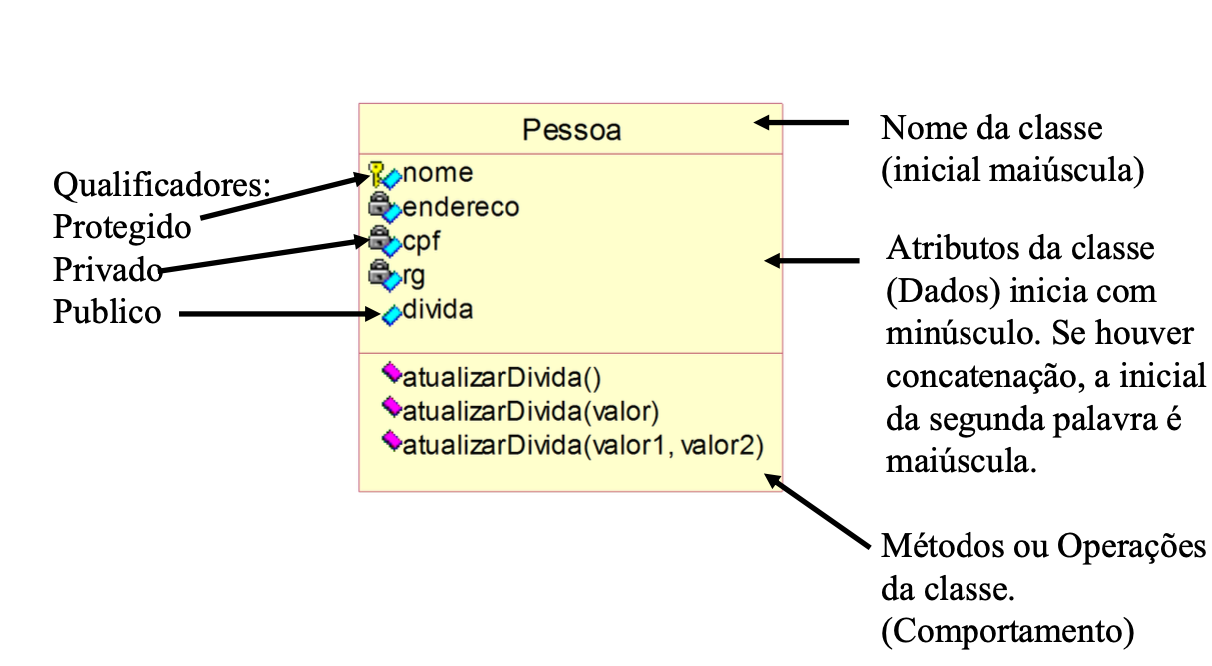 Pessoa
nome
endereco
cpf
rg
divida
atualizarDivida()
atualizarDivida(valor)
atualizarDivida(valor1, valor2)
Qualificadores:
Protegido
Privado
Publico
Nome da classe
(inicial maiúscula)
Atributos da classe
(Dados) inicia com
minúsculo. Se houver
concatenação, a inicial
da segunda palavra é
maiúscula.
Métodos ou Operações
da classe.
(Comportamento)